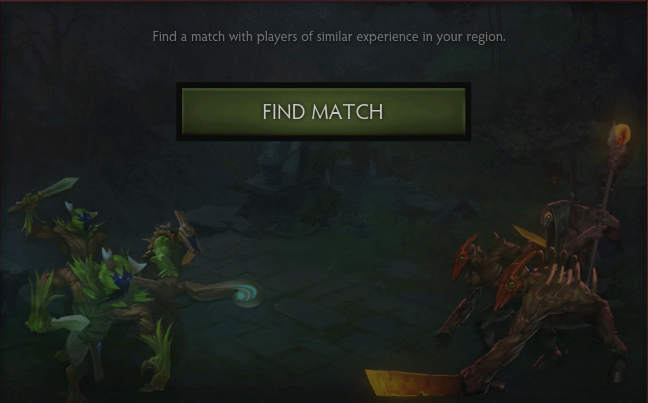 Find a match with players of similar experience in your region.
FIND MATCH